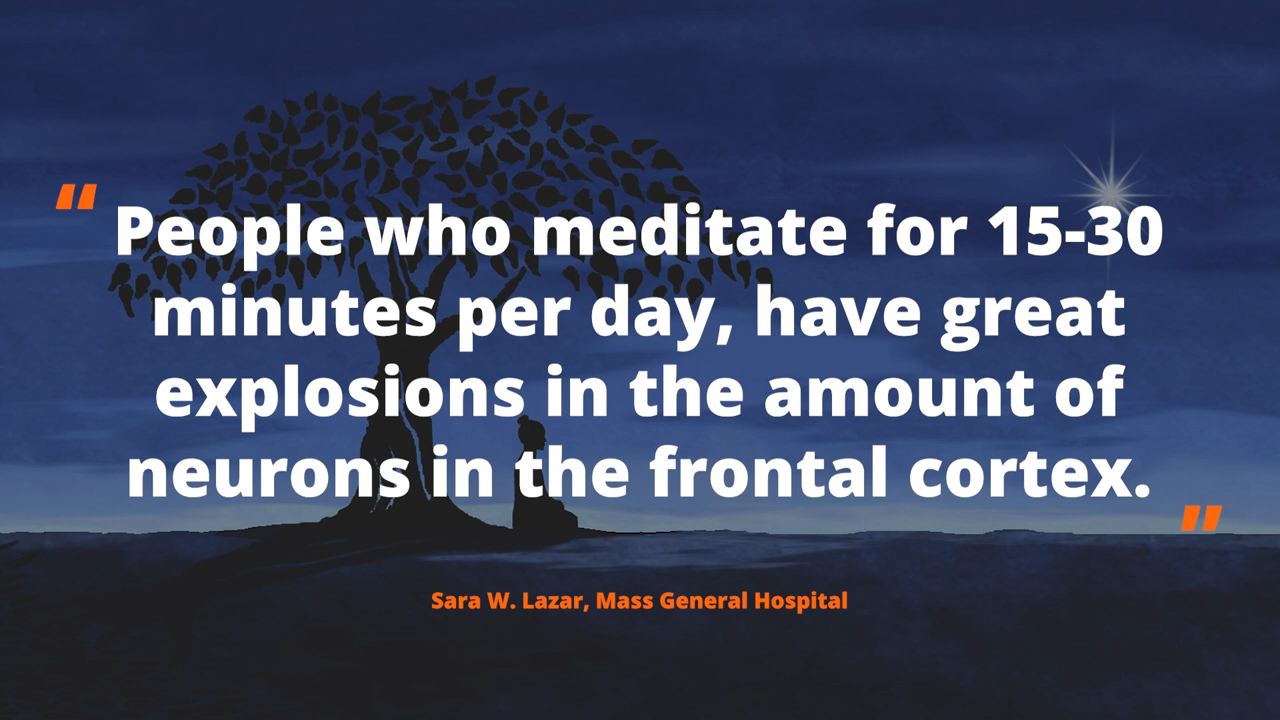 "
People who meditate for 15-30
minutes per day, have great
explosions in the amount of
neurons in the frontal cortex.
"
Sara W. Lazar, Mass General Hospital